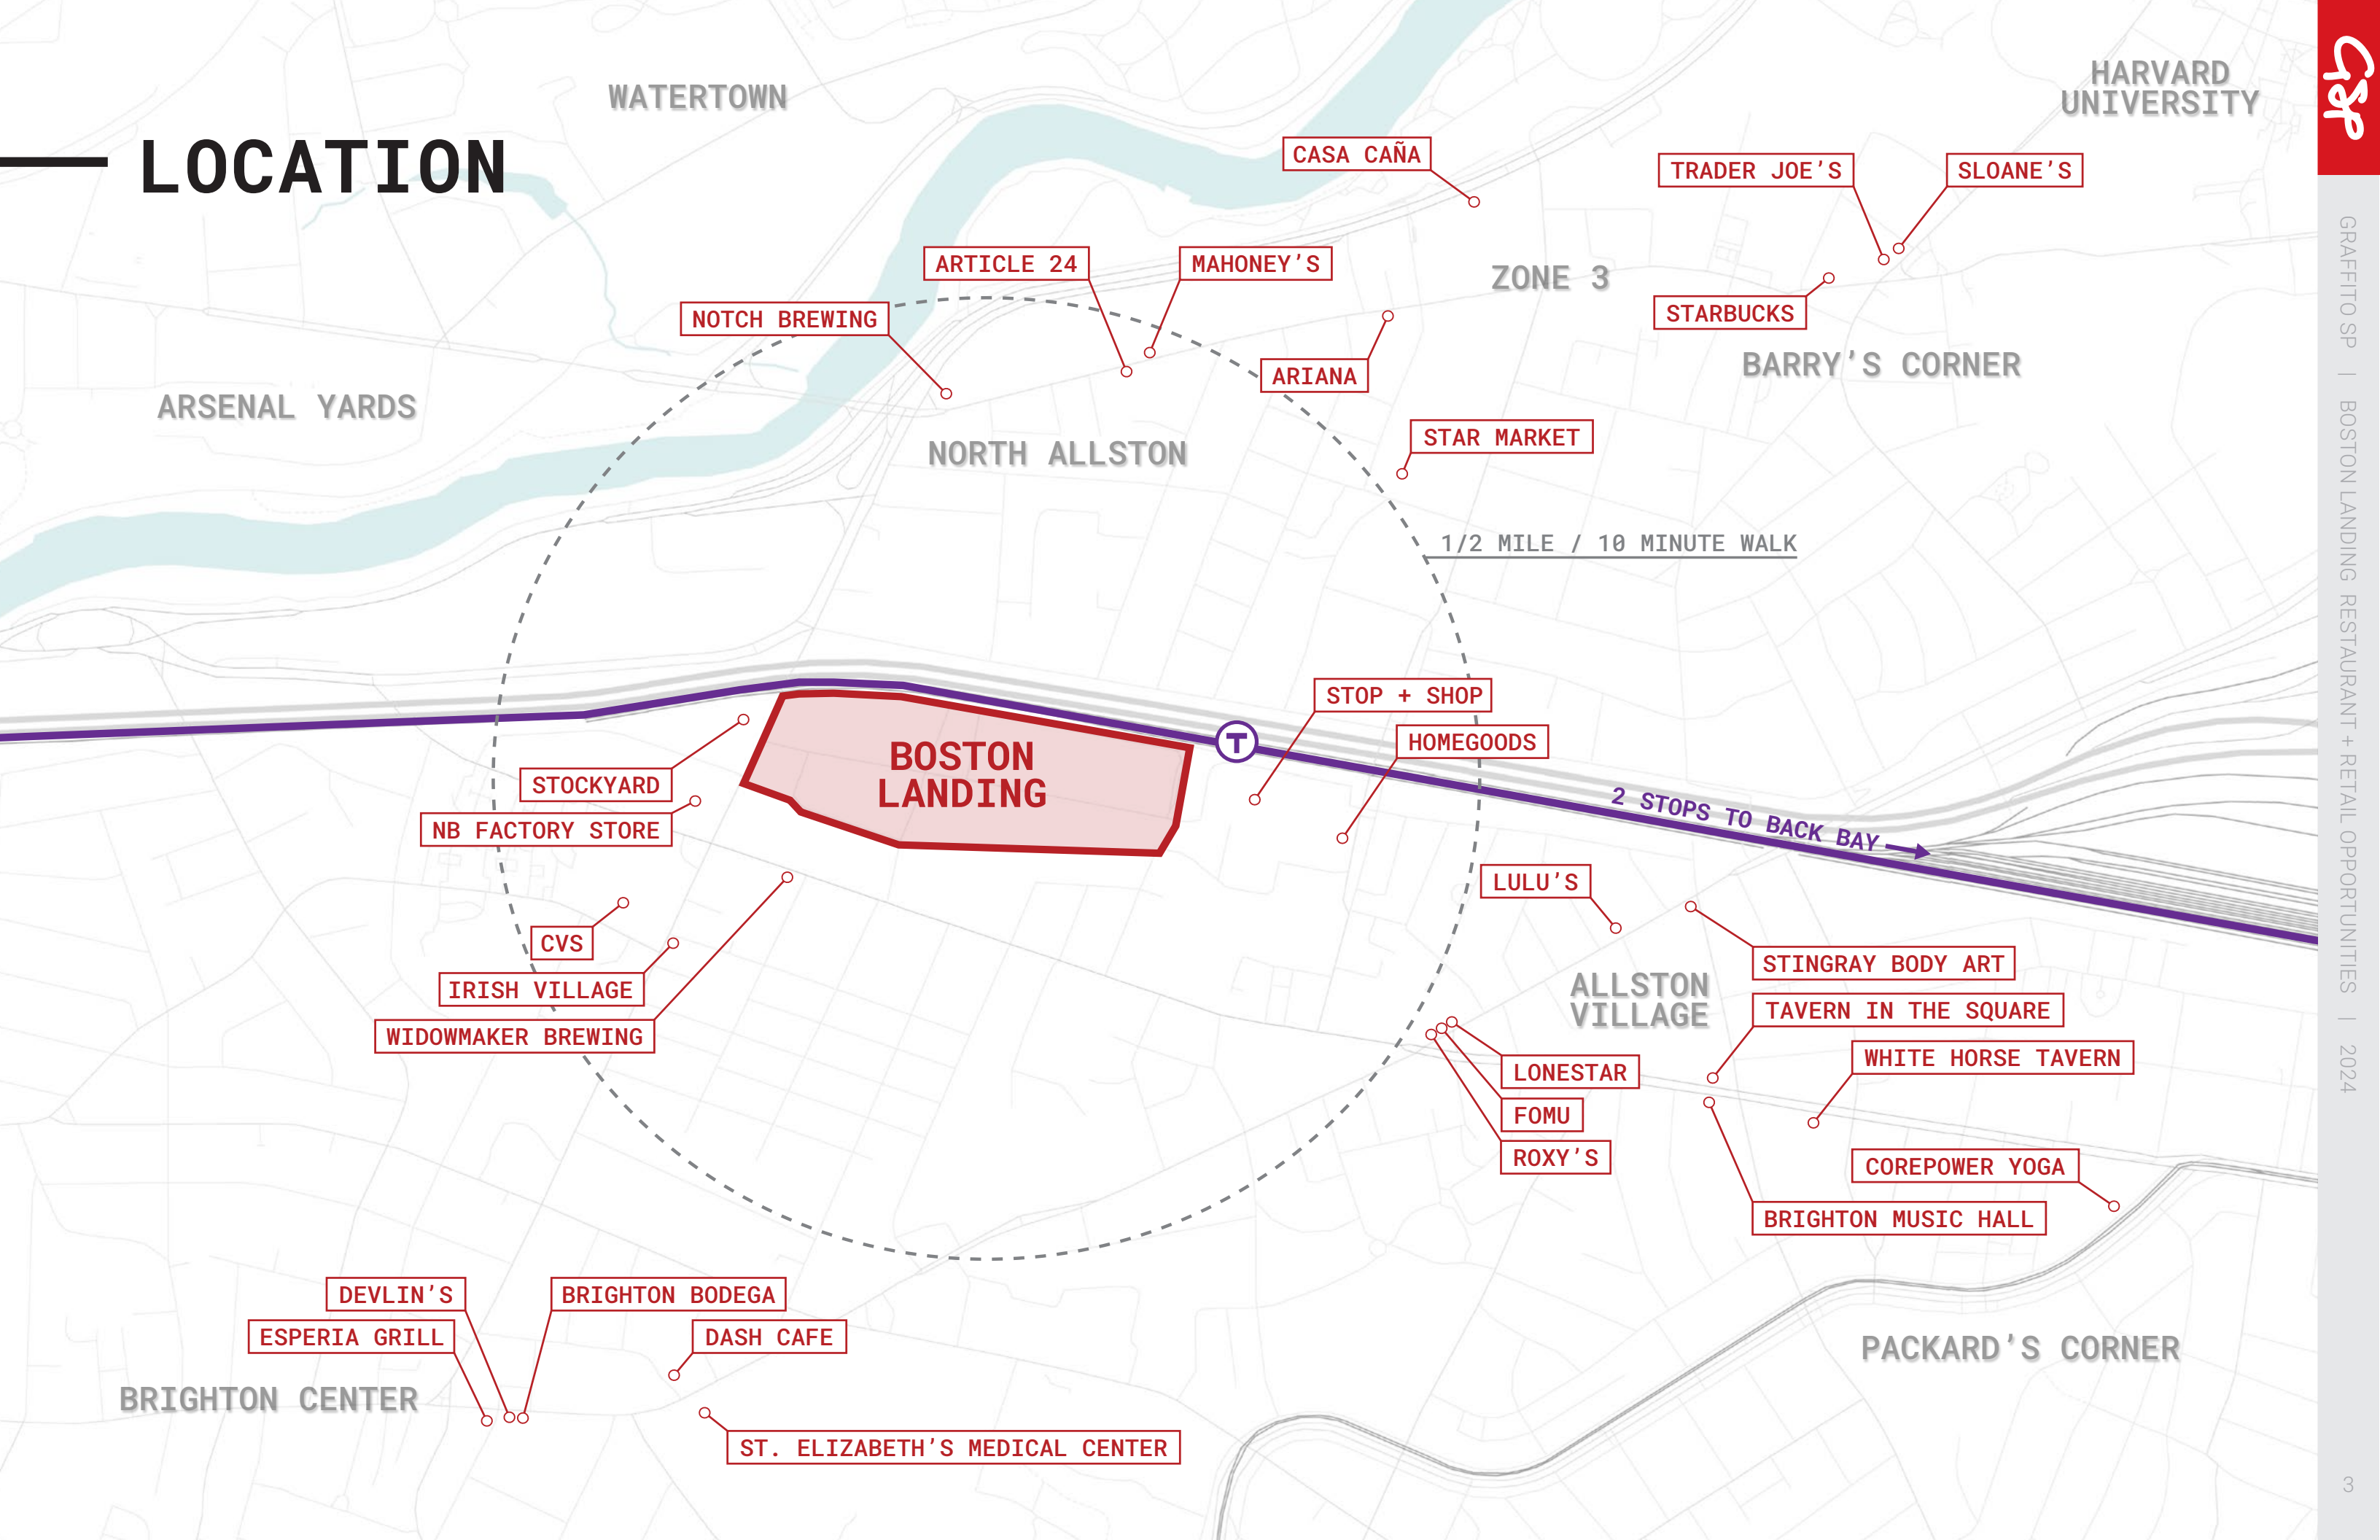 LOCATION
WATERTOWN
HARVARD
UNIVERSITY
CASA CAÑA
TRADER JOE’S
SLOANE’S
ARTICLE 24
MAHONEY’S
ZONE 3
NOTCH BREWING
STARBUCKS
ARIANA
BARRY’S CORNER
ARSENAL YARDS
STAR MARKET
NORTH ALLSTON
1/2 MILE / 10 MINUTE WALK
STOP + SHOP
HOMEGOODS
BOSTON
LANDING
T
STOCKYARD
NB FACTORY STORE
2 STOPS TO BACK BAY
LULU’S
CVS
STINGRAY BODY ART
IRISH VILLAGE
ALLSTON
VILLAGE
TAVERN IN THE SQUARE
WIDOWMAKER BREWING
WHITE HORSE TAVERN
LONESTAR
FOMU
ROXY’S
COREPOWER YOGA
BRIGHTON MUSIC HALL
DEVLIN’S
BRIGHTON BODEGA
ESPERIA GRILL
DASH CAFE
PACKARD’S CORNER
BRIGHTON CENTER
ST. ELIZABETH’S MEDICAL CENTER
GSP
GRAFFITO SP | BOSTON LANDING RESTAURANT + RETAIL OPPORTUNITIES | 2024
3